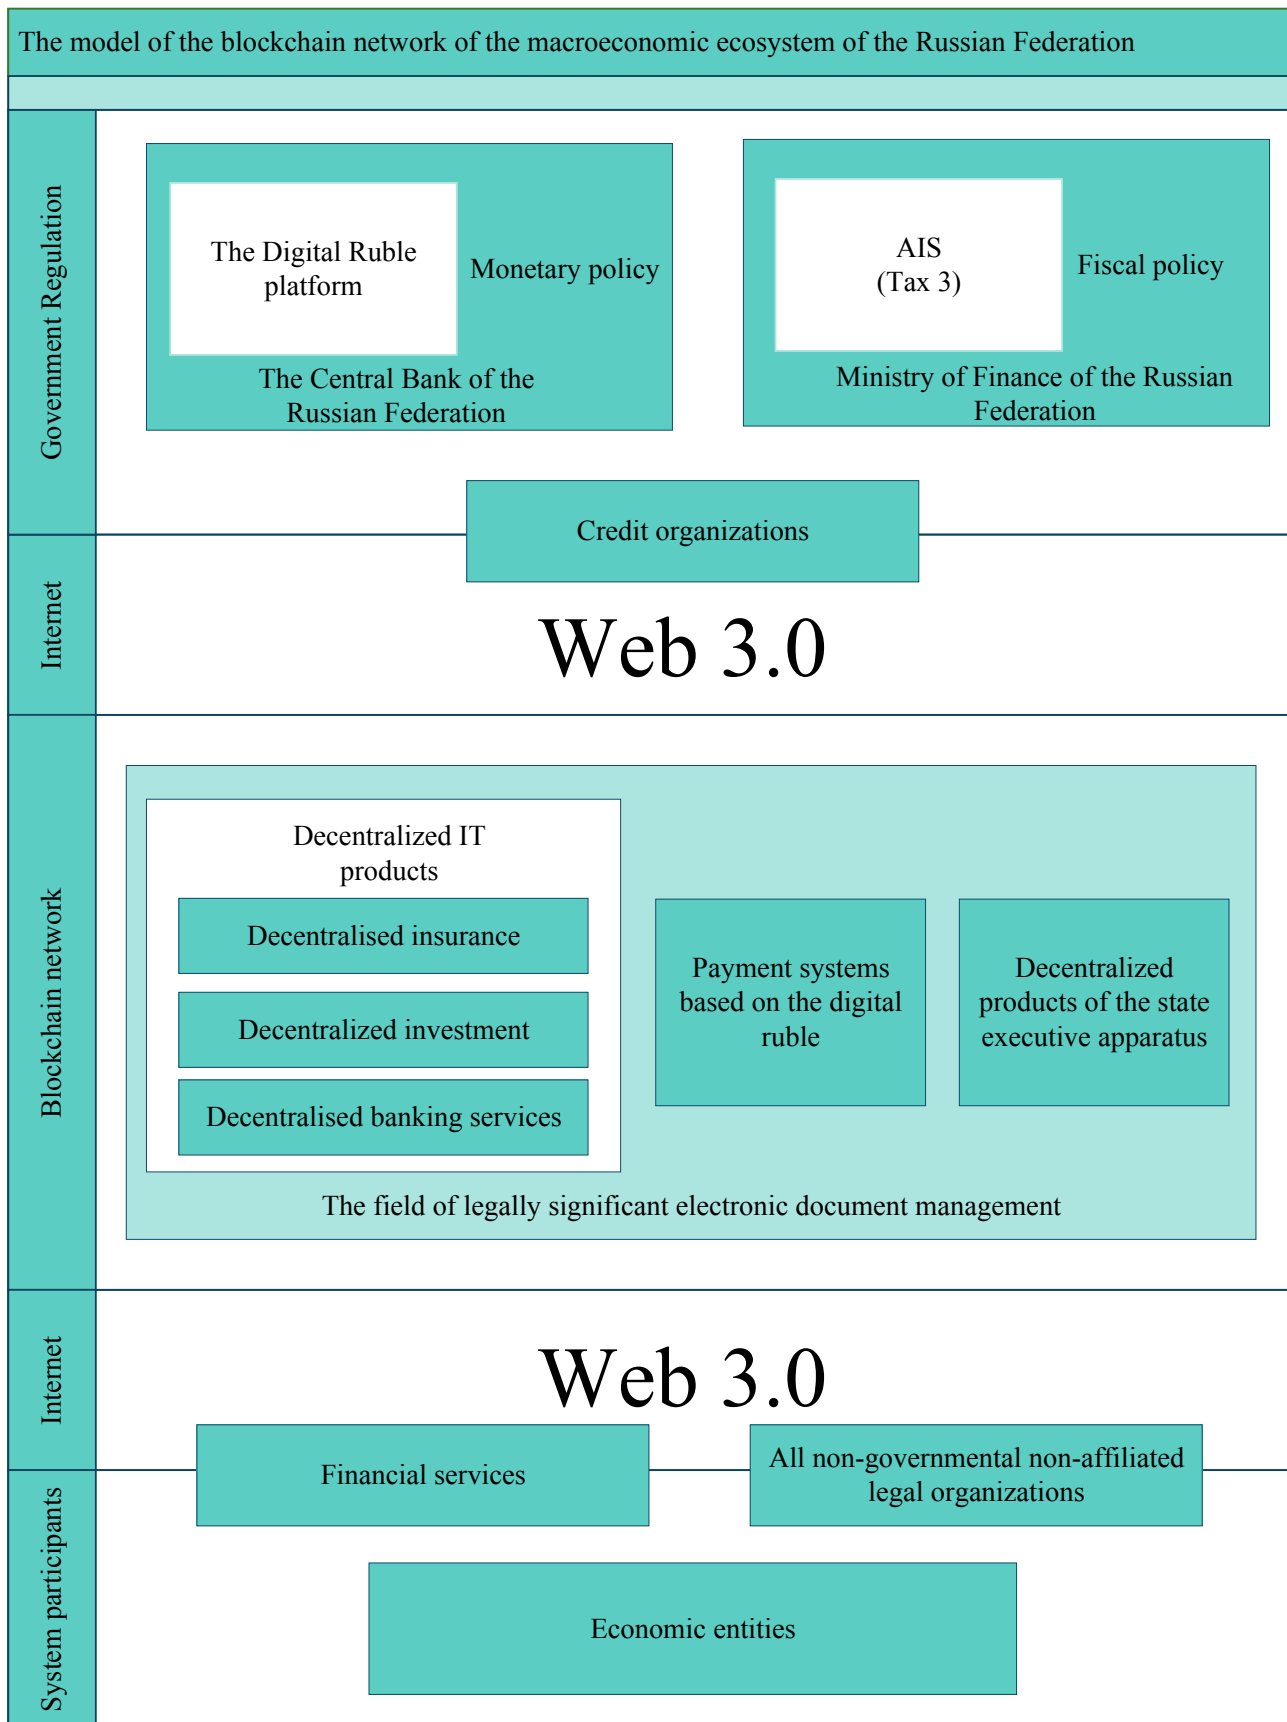 The model of the blockchain network of the macroeconomic ecosystem of the Russian Federation
Government Regulation
The Digital Ruble
platform
Monetary policy
The Central Bank of the
Russian Federation
AIS
(Tax 3)
Fiscal policy
Ministry of Finance of the Russian
Federation
Credit organizations
Internet
Web 3.0
Blockchain network
Decentralized IT
products
Decentralised insurance
Decentralized investment
Decentralised banking services
Payment systems
based on the digital
ruble
Decentralized
products of the state
executive apparatus
The field of legally significant electronic document management
Internet
Web 3.0
Financial services
All non-governmental non-affiliated
legal organizations
System participants
Economic entities